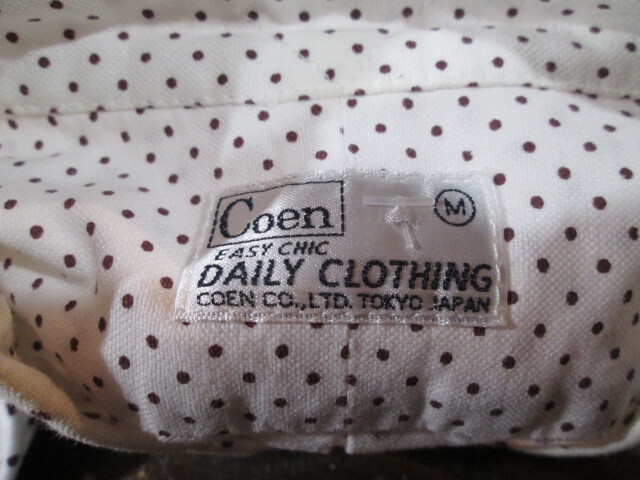 Coen
M
EASY CHIC
DAILY CLOTHING
COEN CO., LTD. TOKYO JAPAN